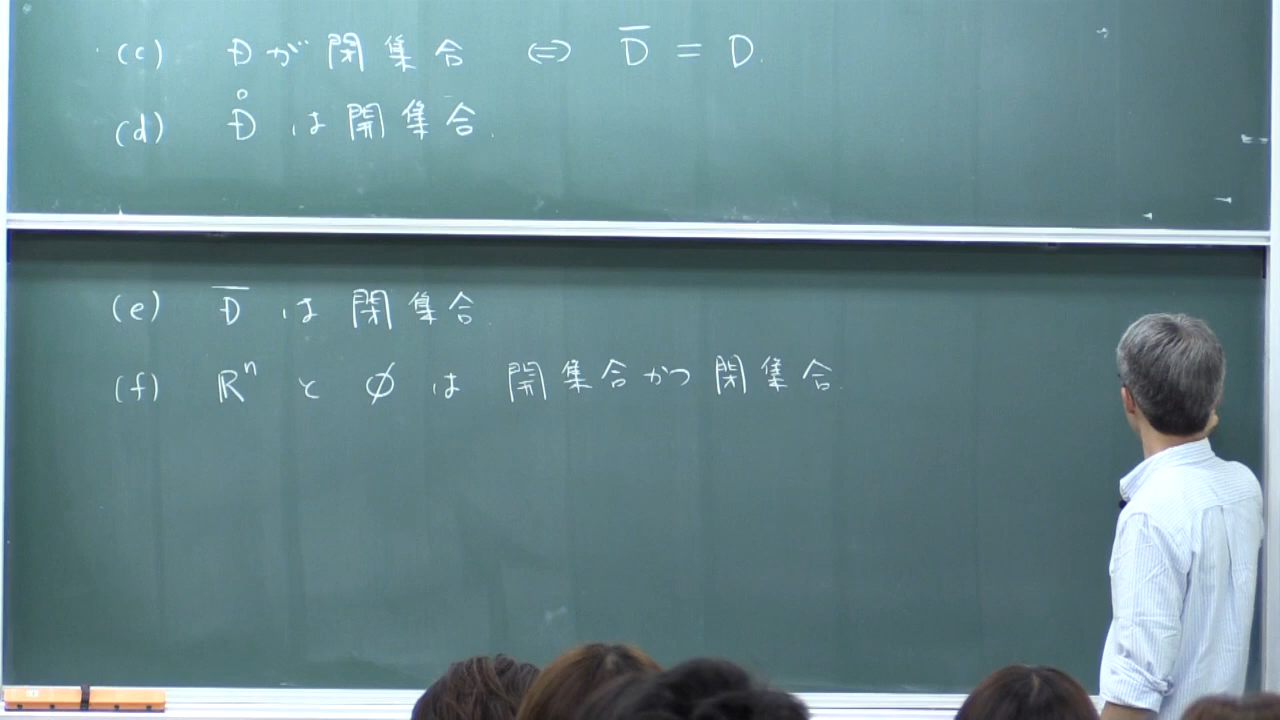 (c) Dが閉集合 ⇔ D̅ = D.
(d) D̊ は開集合.
(e) D̅ は閉集合.
(f) ℝⁿ と ∅ は 開集合かつ閉集合.